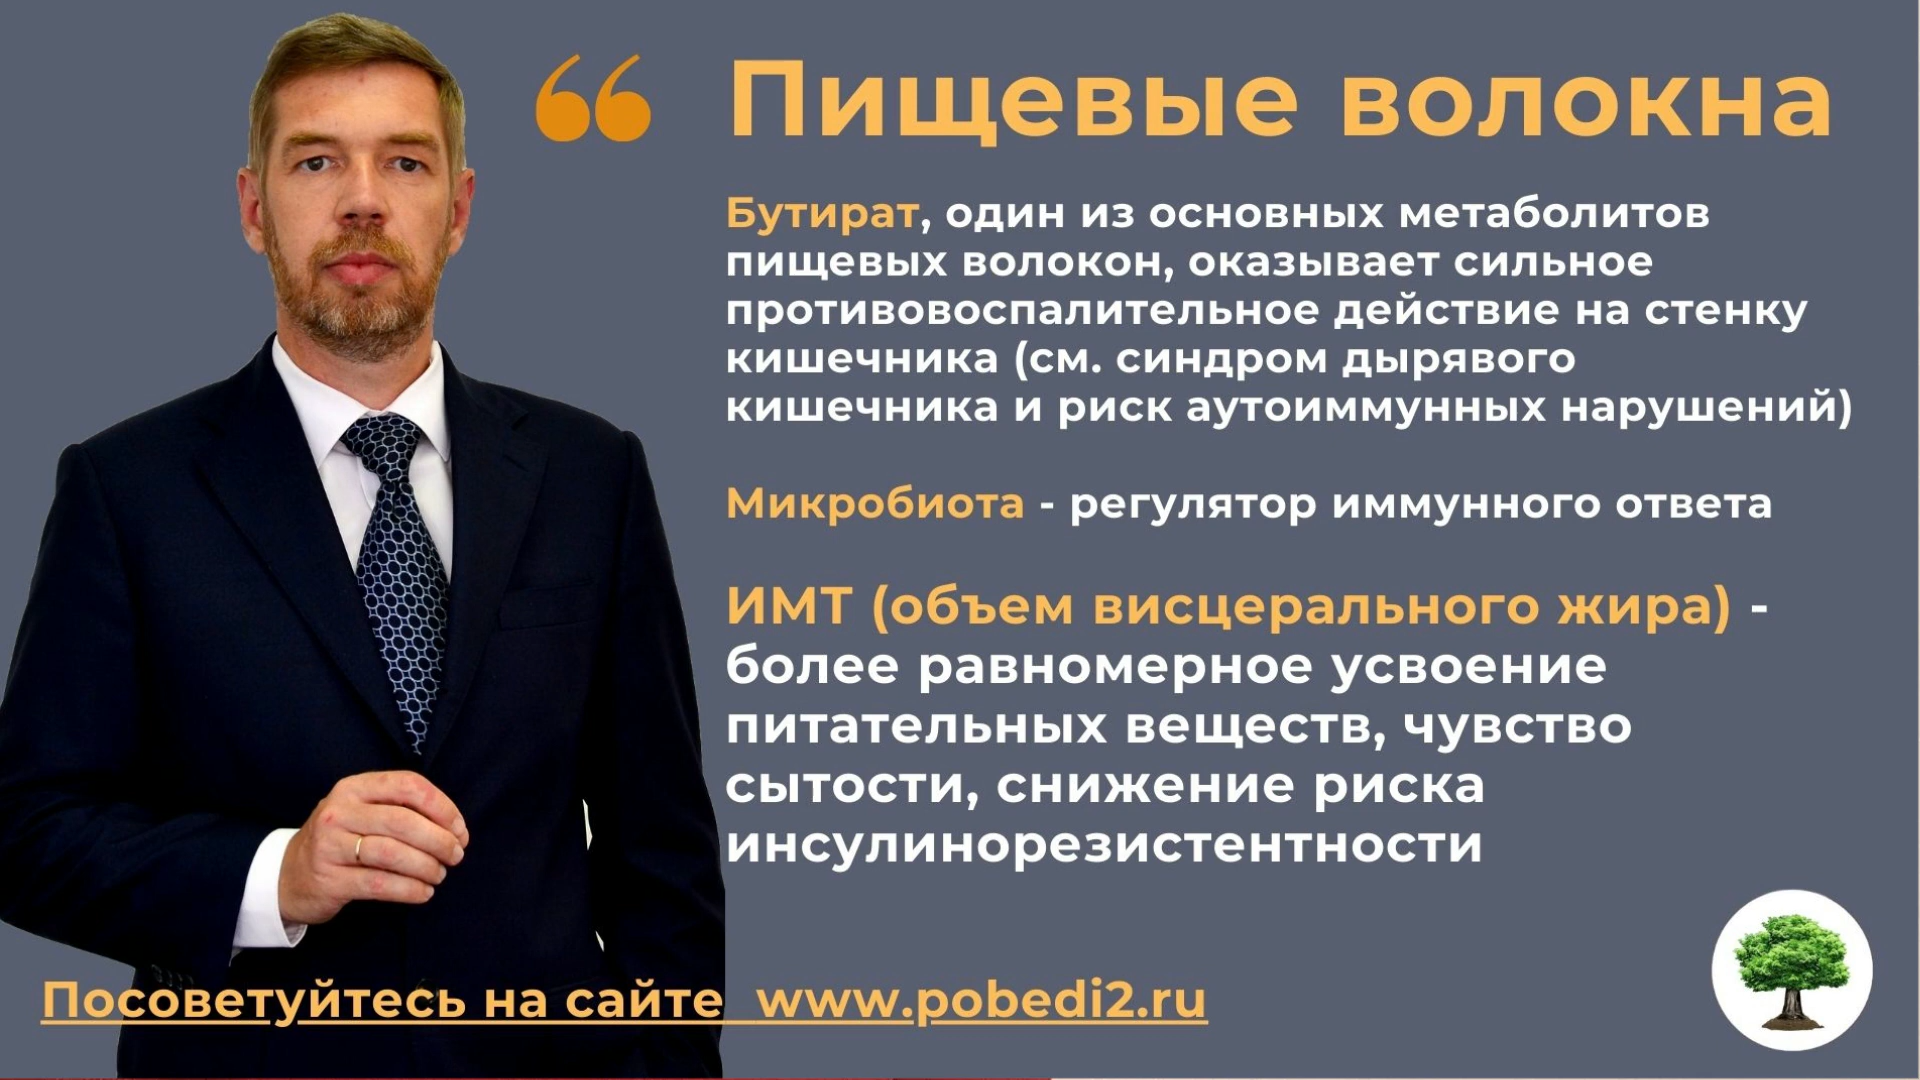 Пищевые волокна
Бутират, один из основных метаболитов
пищевых волокон, оказывает сильное
противовоспалительное действие на стенку
кишечника (см. синдром дырявого
кишечника и риск аутоиммунных нарушений)
Микробиота - регулятор иммунного ответа
ИМТ (объем висцерального жира) -
более равномерное усвоение
питательных веществ, чувство
сытости, снижение риска
инсулинорезистентности
Посоветуйтесь на сайте www.pobedi2.ru